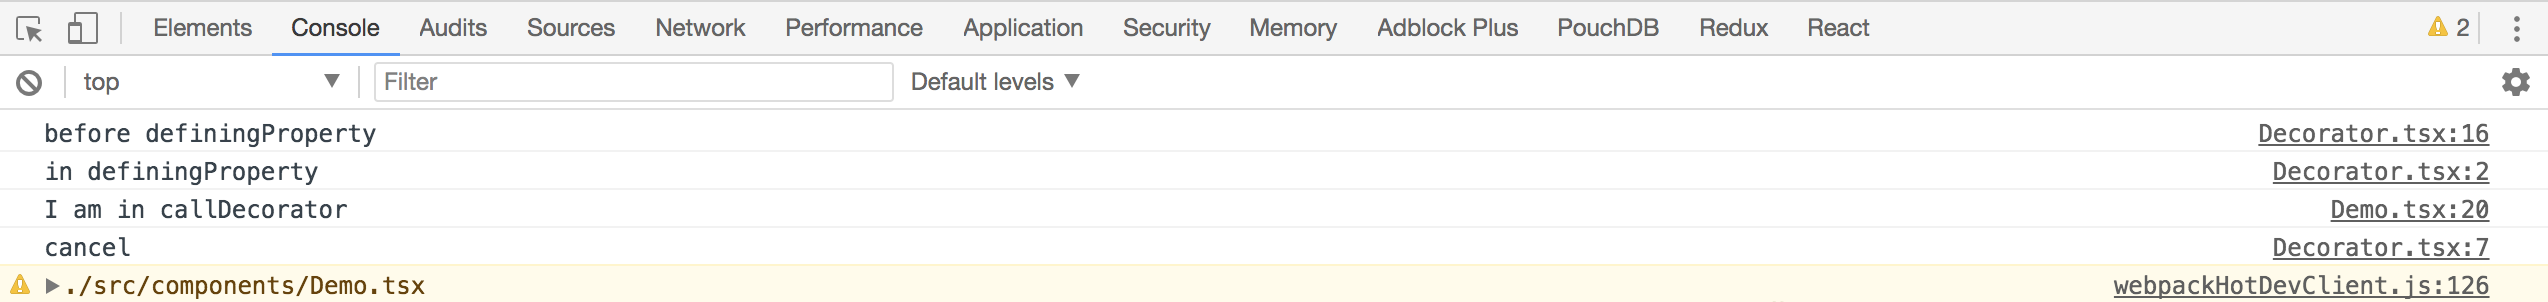 Elements Console Audits Sources Network Performance Application Security Memory Adblock Plus PouchDB Redux React 2
top Filter Default levels
before definingProperty Decorator.tsx:16
in definingProperty Decorator.tsx:2
I am in callDecorator Demo.tsx:20
cancel Decorator.tsx:7
./src/components/Demo.tsx webpackHotDevClient.js:126